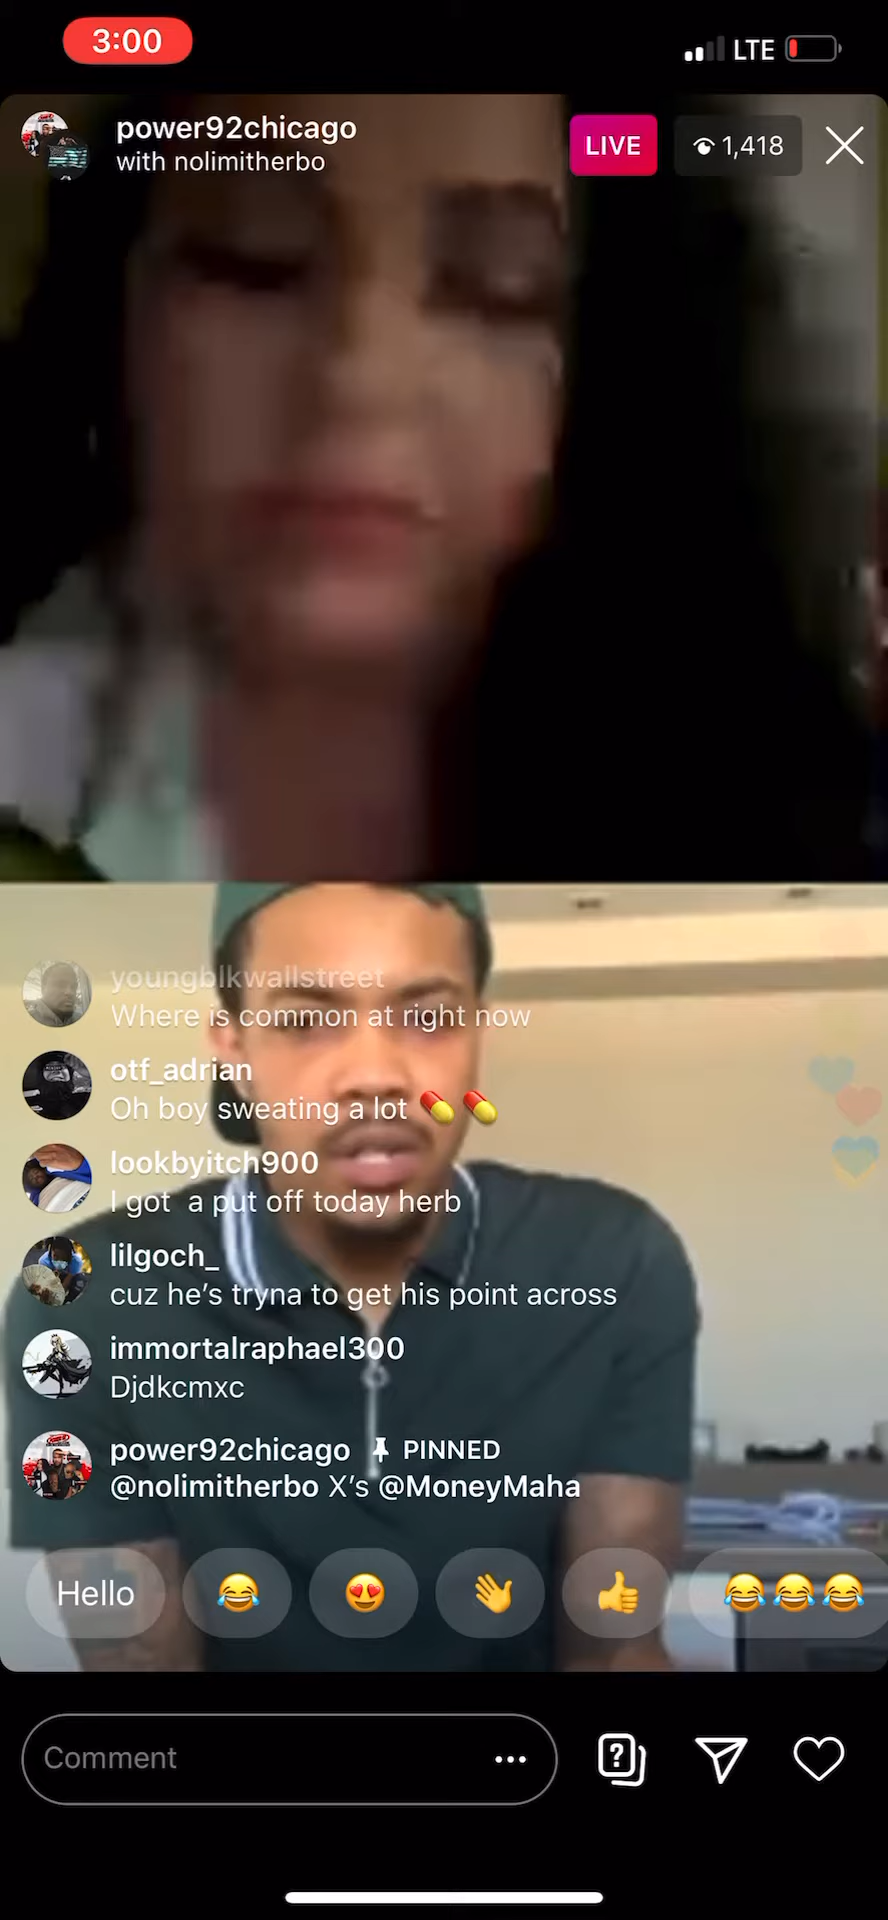 3:00
LTE
power92chicago
with nolimitherbo
LIVE
1,418
youngblkwallstreet
Where is common at right now
otf_adrian
Oh boy sweating a lot 💊 💊
lookbyitch900
I got  a put off today herb
lilgoch_
cuz he’s tryna to get his point across
immortalraphael300
Djdkcmxc
power92chicago PINNED
@nolimitherbo X’s @MoneyMaha
Hello 😂 😍 👋 👍 😂😂😂
Comment